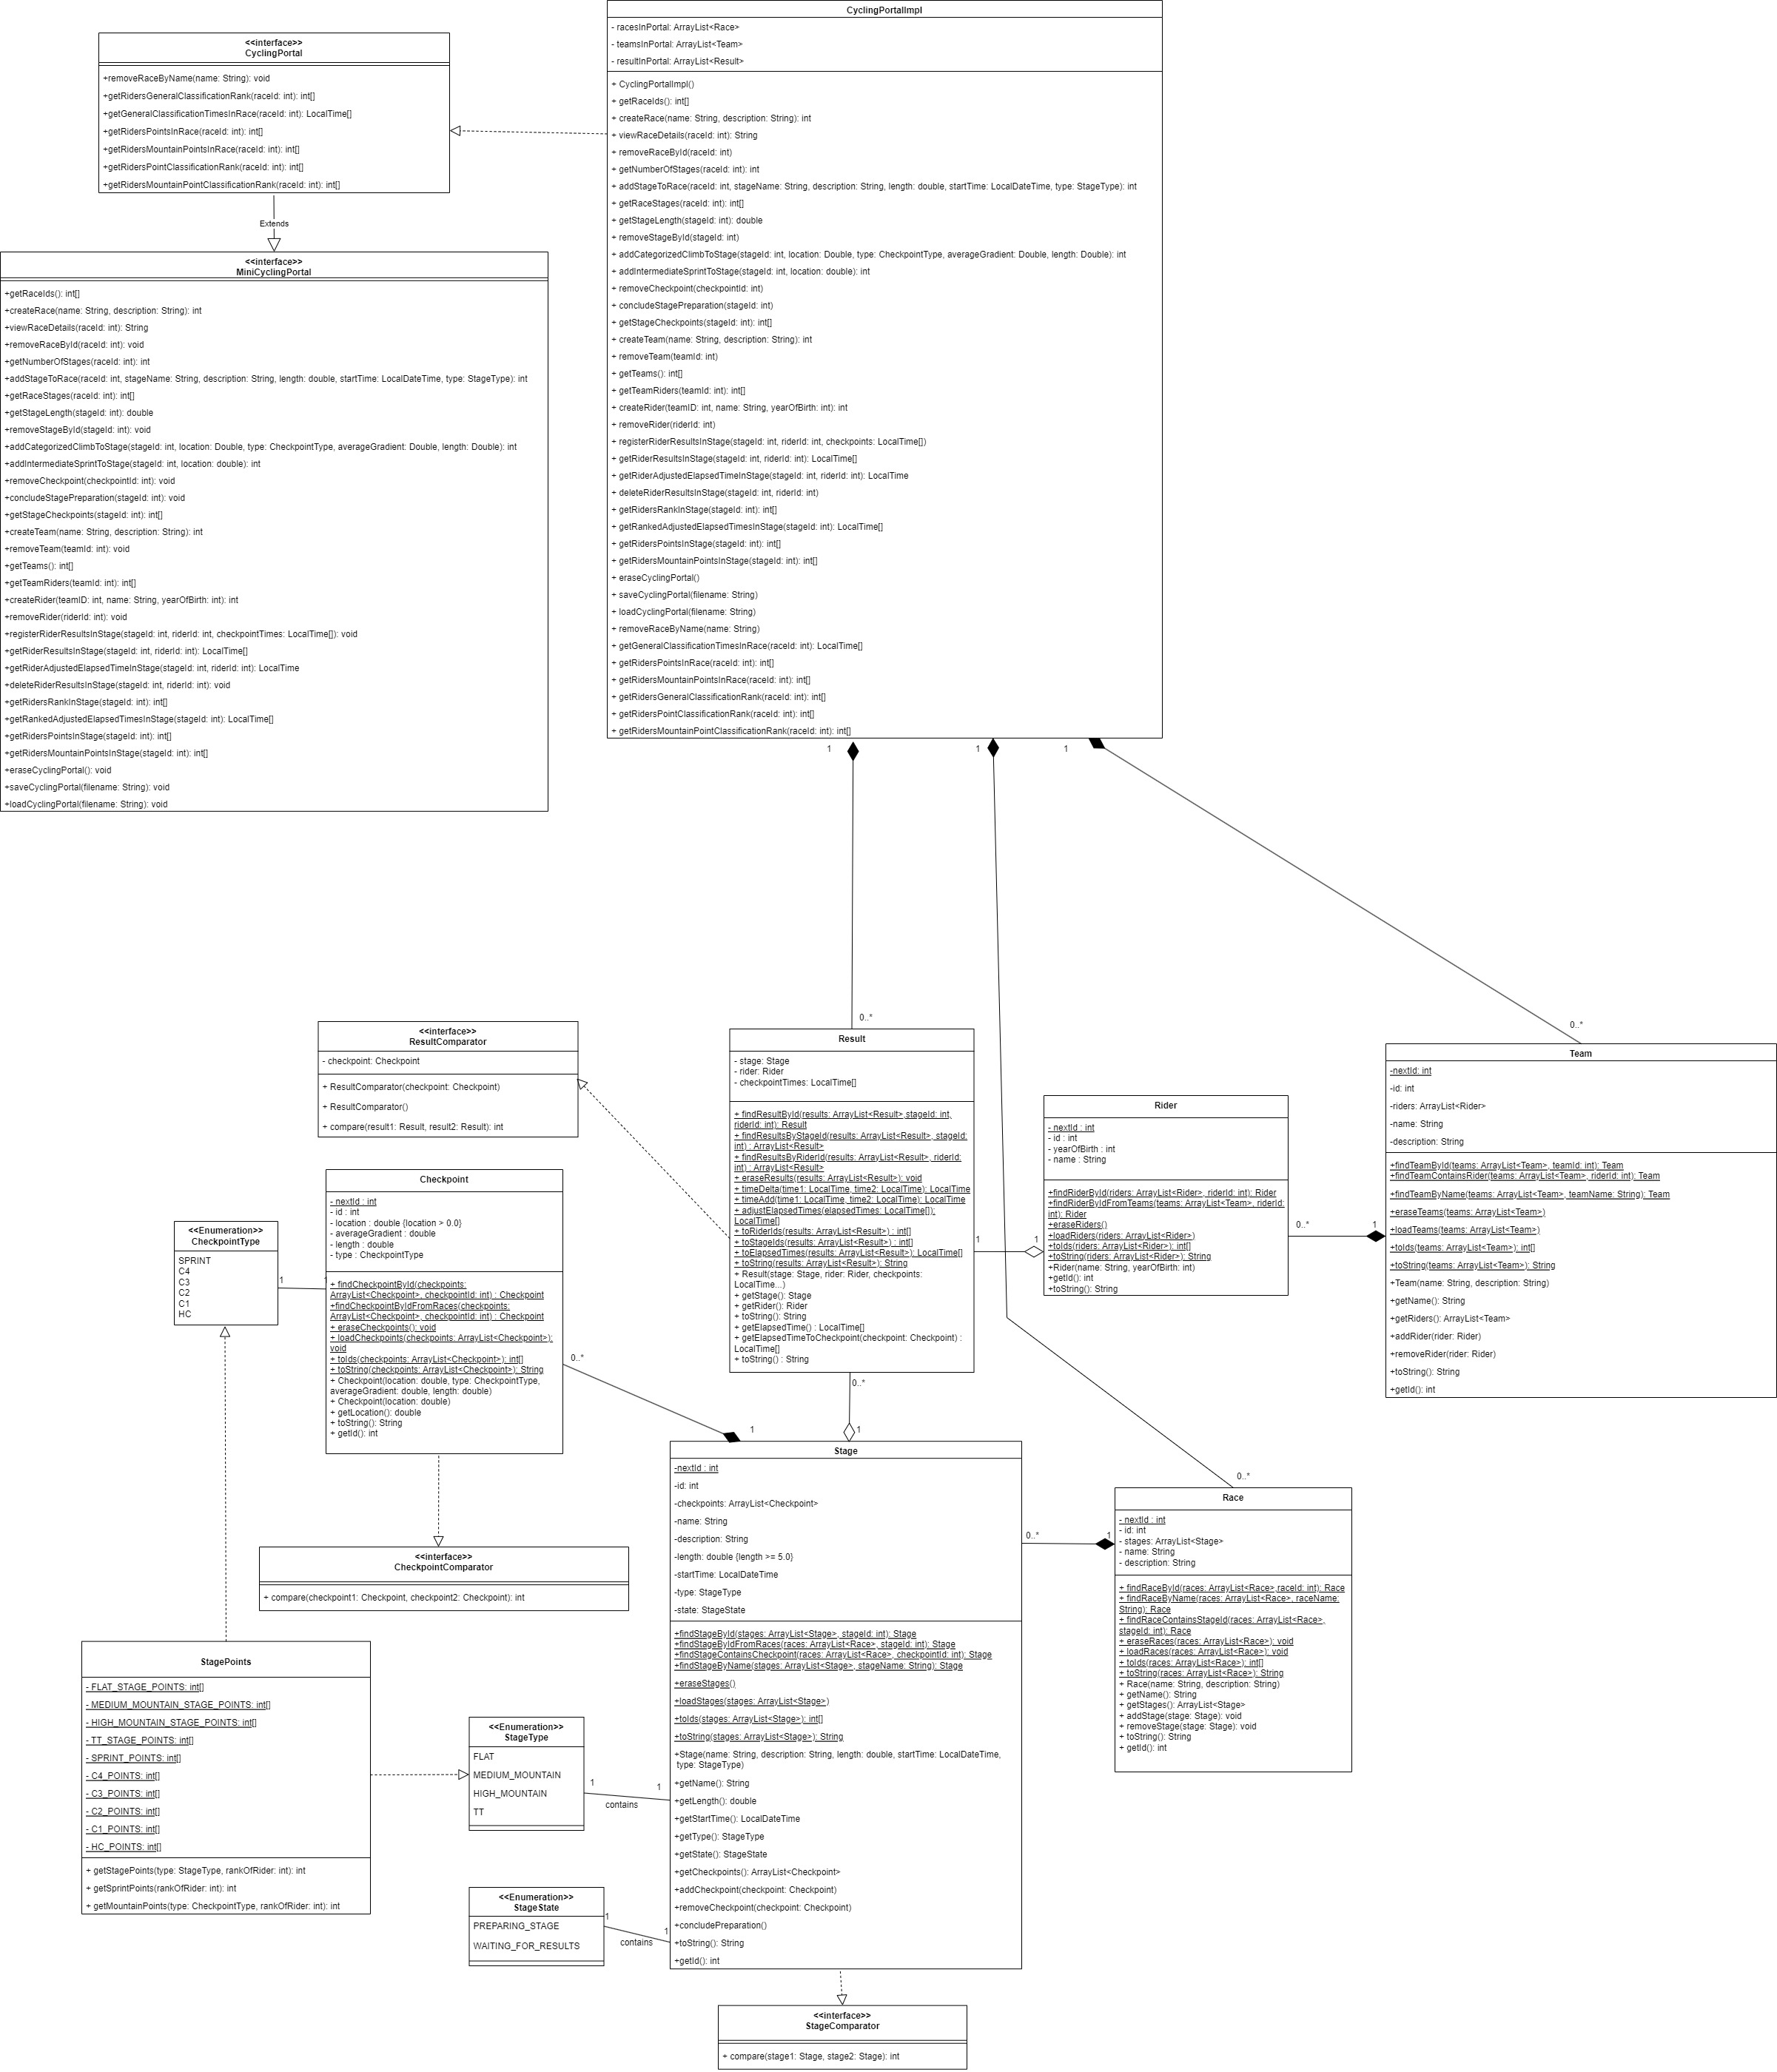 <<interface>>
CyclingPortal
+removeRaceByName(name: String): void
+getRidersGeneralClassificationRank(raceId: int): int[]
+getGeneralClassificationTimesInRace(raceId: int): LocalTime[]
+getRidersPointsInRace(raceId: int): int[]
+getRidersMountainPointsInRace(raceId: int): int[]
+getRidersPointClassificationRank(raceId: int): int[]
+getRidersMountainPointClassificationRank(raceId: int): int[]
Extends
<<interface>>
MiniCyclingPortal
+getRaceIds(): int[]
+createRace(name: String, description: String): int
+viewRaceDetails(raceId: int): String
+removeRaceById(raceId: int): void
+getNumberOfStages(raceId: int): int
+addStageToRace(raceId: int, stageName: String, description: String, length: double, startTime: LocalDateTime, type: StageType): int
+getRaceStages(raceId: int): int[]
+getStageLength(stageId: int): double
+removeStageById(stageId: int): void
+addCategorizedClimbToStage(stageId: int, location: Double, type: CheckpointType, averageGradient: Double, length: Double): int
+addIntermediateSprintToStage(stageId: int, location: double): int
+removeCheckpoint(checkpointId: int): void
+concludeStagePreparation(stageId: int): void
+getStageCheckpoints(stageId: int): int[]
+createTeam(name: String, description: String): int
+removeTeam(teamId: int): void
+getTeams(): int[]
+getTeamRiders(teamId: int): int[]
+createRider(teamID: int, name: String, yearOfBirth: int): int
+removeRider(riderId: int): void
+registerRiderResultsInStage(stageId: int, riderId: int, checkpointTimes: LocalTime[]): void
+getRiderResultsInStage(stageId: int, riderId: int): LocalTime[]
+getRiderAdjustedElapsedTimeInStage(stageId: int, riderId: int): LocalTime
+deleteRiderResultsInStage(stageId: int, riderId: int): void
+getRidersRankInStage(stageId: int): int[]
+getRankedAdjustedElapsedTimesInStage(stageId: int): LocalTime[]
+getRidersPointsInStage(stageId: int): int[]
+getRidersMountainPointsInStage(stageId: int): int[]
+eraseCyclingPortal(): void
+saveCyclingPortal(filename: String): void
+loadCyclingPortal(filename: String): void
CyclingPortalImpl
- racesInPortal: ArrayList<Race>
- teamsInPortal: ArrayList<Team>
- resultInPortal: ArrayList<Result>
+ CyclingPortalImpl()
+ getRaceIds(): int[]
+ createRace(name: String, description: String): int
+ viewRaceDetails(raceId: int): String
+ removeRaceById(raceId: int)
+ getNumberOfStages(raceId: int): int
+ addStageToRace(raceId: int, stageName: String, description: String, length: double, startTime: LocalDateTime, type: StageType): int
+ getRaceStages(raceId: int): int[]
+ getStageLength(stageId: int): double
+ removeStageById(stageId: int)
+ addCategorizedClimbToStage(stageId: int, location: Double, type: CheckpointType, averageGradient: Double, length: Double): int
+ addIntermediateSprintToStage(stageId: int, location: double): int
+ removeCheckpoint(checkpointId: int)
+ concludeStagePreparation(stageId: int)
+ getStageCheckpoints(stageId: int): int[]
+ createTeam(name: String, description: String): int
+ removeTeam(teamId: int)
+ getTeams(): int[]
+ getTeamRiders(teamId: int): int[]
+ createRider(teamID: int, name: String, yearOfBirth: int): int
+ removeRider(riderId: int)
+ registerRiderResultsInStage(stageId: int, riderId: int, checkpoints: LocalTime[])
+ getRiderResultsInStage(stageId: int, riderId: int): LocalTime[]
+ getRiderAdjustedElapsedTimeInStage(stageId: int, riderId: int): LocalTime
+ deleteRiderResultsInStage(stageId: int, riderId: int)
+ getRidersRankInStage(stageId: int): int[]
+ getRankedAdjustedElapsedTimesInStage(stageId: int): LocalTime[]
+ getRidersPointsInStage(stageId: int): int[]
+ getRidersMountainPointsInStage(stageId: int): int[]
+ eraseCyclingPortal()
+ saveCyclingPortal(filename: String)
+ loadCyclingPortal(filename: String)
+ removeRaceByName(name: String)
+ getGeneralClassificationTimesInRace(raceId: int): LocalTime[]
+ getRidersPointsInRace(raceId: int): int[]
+ getRidersMountainPointsInRace(raceId: int): int[]
+ getRidersGeneralClassificationRank(raceId: int): int[]
+ getRidersPointClassificationRank(raceId: int): int[]
+ getRidersMountainPointClassificationRank(raceId: int): int[]
1
1
1
0..*
0..*
<<interface>>
ResultComparator
- checkpoint: Checkpoint
+ ResultComparator(checkpoint: Checkpoint)
+ ResultComparator()
+ compare(result1: Result, result2: Result): int
Result
- stage: Stage
- rider: Rider
- checkpointTimes: LocalTime[]
+ findResultById(results: ArrayList<Result>,stageId: int,
riderId: int): Result
+ findResultsByStageId(results: ArrayList<Result>, stageId:
int) : ArrayList<Result>
+ findResultsByRiderId(results: ArrayList<Result>, riderId:
int) : ArrayList<Result>
+ eraseResults(results: ArrayList<Result>): void
+ timeDelta(time1: LocalTime, time2: LocalTime): LocalTime
+ timeAdd(time1: LocalTime, time2: LocalTime): LocalTime
+ adjustElapsedTimes(elapsedTimes: LocalTime[]):
LocalTime[]
+ toRiderIds(results: ArrayList<Result>) : int[]
+ toStageIds(results: ArrayList<Result>) : int[]
+ toElapsedTimes(results: ArrayList<Result>): LocalTime[]
+ toString(results: ArrayList<Result>): String
+ Result(stage: Stage, rider: Rider, checkpoints:
LocalTime...)
+ getStage(): Stage
+ getRider(): Rider
+ toString(): String
+ getElapsedTime() : LocalTime[]
+ getElapsedTimeToCheckpoint(checkpoint: Checkpoint) :
LocalTime[]
+ toString() : String
1
1
Rider
- nextId : int
- id : int
- yearOfBirth : int
- name : String
+findRiderById(riders: ArrayList<Rider>, riderId: int): Rider
+findRiderByIdFromTeams(teams: ArrayList<Team>, riderId:
int): Rider
+eraseRiders()
+loadRiders(riders: ArrayList<Rider>)
+toIds(riders: ArrayList<Rider>): int[]
+toString(riders: ArrayList<Rider>): String
+Rider(name: String, yearOfBirth: int)
+getId(): int
+toString(): String
0..*
1
Team
-nextId: int
-id: int
-riders: ArrayList<Rider>
-name: String
-description: String
+findTeamById(teams: ArrayList<Team>, teamId: int): Team
+findTeamContainsRider(teams: ArrayList<Team>, riderId: int): Team
+findTeamByName(teams: ArrayList<Team>, teamName: String): Team
+eraseTeams(teams: ArrayList<Team>)
+loadTeams(teams: ArrayList<Team>)
+toIds(teams: ArrayList<Team>): int[]
+toString(teams: ArrayList<Team>): String
+Team(name: String, description: String)
+getName(): String
+getRiders(): ArrayList<Team>
+addRider(rider: Rider)
+removeRider(rider: Rider)
+toString(): String
+getId(): int
<<Enumeration>>
CheckpointType
SPRINT
C4
C3
C2
C1
HC
1
Checkpoint
- nextId : int
- id : int
- location : double {location > 0.0}
- averageGradient : double
- length : double
- type : CheckpointType
+ findCheckpointById(checkpoints:
ArrayList<Checkpoint>, checkpointId: int) : Checkpoint
+findCheckpointByIdFromRaces(checkpoints:
ArrayList<Checkpoint>, checkpointId: int) : Checkpoint
+ eraseCheckpoints(): void
+ loadCheckpoints(checkpoints: ArrayList<Checkpoint>):
void
+ toIds(checkpoints: ArrayList<Checkpoint>): int[]
+ toString(checkpoints: ArrayList<Checkpoint>): String
+ Checkpoint(location: double, type: CheckpointType,
averageGradient: double, length: double)
+ Checkpoint(location: double)
+ getLocation(): double
+ toString(): String
+ getId(): int
0..*
1
0..*
1
<<interface>>
CheckpointComparator
+ compare(checkpoint1: Checkpoint, checkpoint2: Checkpoint): int
Stage
-nextId : int
-id: int
-checkpoints: ArrayList<Checkpoint>
-name: String
-description: String
-length: double {length >= 5.0}
-startTime: LocalDateTime
-type: StageType
-state: StageState
+findStageById(stages: ArrayList<Stage>, stageId: int): Stage
+findStageByIdFromRaces(races: ArrayList<Race>, stageId: int): Stage
+findStageContainsCheckpoint(races: ArrayList<Race>, checkpointId: int): Stage
+findStageByName(stages: ArrayList<Stage>, stageName: String): Stage
+eraseStages()
+loadStages(stages: ArrayList<Stage>)
+toIds(stages: ArrayList<Stage>): int[]
+toString(stages: ArrayList<Stage>): String
+Stage(name: String, description: String, length: double, startTime: LocalDateTime,
type: StageType)
+getName(): String
+getLength(): double
+getStartTime(): LocalDateTime
+getType(): StageType
+getState(): StageState
+getCheckpoints(): ArrayList<Checkpoint>
+addCheckpoint(checkpoint: Checkpoint)
+removeCheckpoint(checkpoint: Checkpoint)
+concludePreparation()
+toString(): String
+getId(): int
0..*
1
0..*
Race
- nextId : int
- id: int
- stages: ArrayList<Stage>
- name: String
- description: String
+ findRaceById(races: ArrayList<Race>,raceId: int): Race
+ findRaceByName(races: ArrayList<Race>, raceName:
String): Race
+ findRaceContainsStageId(races: ArrayList<Race>,
stageId: int): Race
+ eraseRaces(races: ArrayList<Race>): void
+ loadRaces(races: ArrayList<Race>): void
+ toIds(races: ArrayList<Race>): int[]
+ toString(races: ArrayList<Race>): String
+ Race(name: String, description: String)
+ getName(): String
+ getStages(): ArrayList<Stage>
+ addStage(stage: Stage): void
+ removeStage(stage: Stage): void
+ toString(): String
+ getId(): int
StagePoints
- FLAT_STAGE_POINTS: int[]
- MEDIUM_MOUNTAIN_STAGE_POINTS: int[]
- HIGH_MOUNTAIN_STAGE_POINTS: int[]
- TT_STAGE_POINTS: int[]
- SPRINT_POINTS: int[]
- C4_POINTS: int[]
- C3_POINTS: int[]
- C2_POINTS: int[]
- C1_POINTS: int[]
- HC_POINTS: int[]
+ getStagePoints(type: StageType, rankOfRider: int): int
+ getSprintPoints(rankOfRider: int): int
+ getMountainPoints(type: CheckpointType, rankOfRider: int): int
<<Enumeration>>
StageType
FLAT
MEDIUM_MOUNTAIN
HIGH_MOUNTAIN
TT
1
1
contains
<<Enumeration>>
StageState
PREPARING_STAGE
WAITING_FOR_RESULTS
1
1
contains
<<interface>>
StageComparator
+ compare(stage1: Stage, stage2: Stage): int